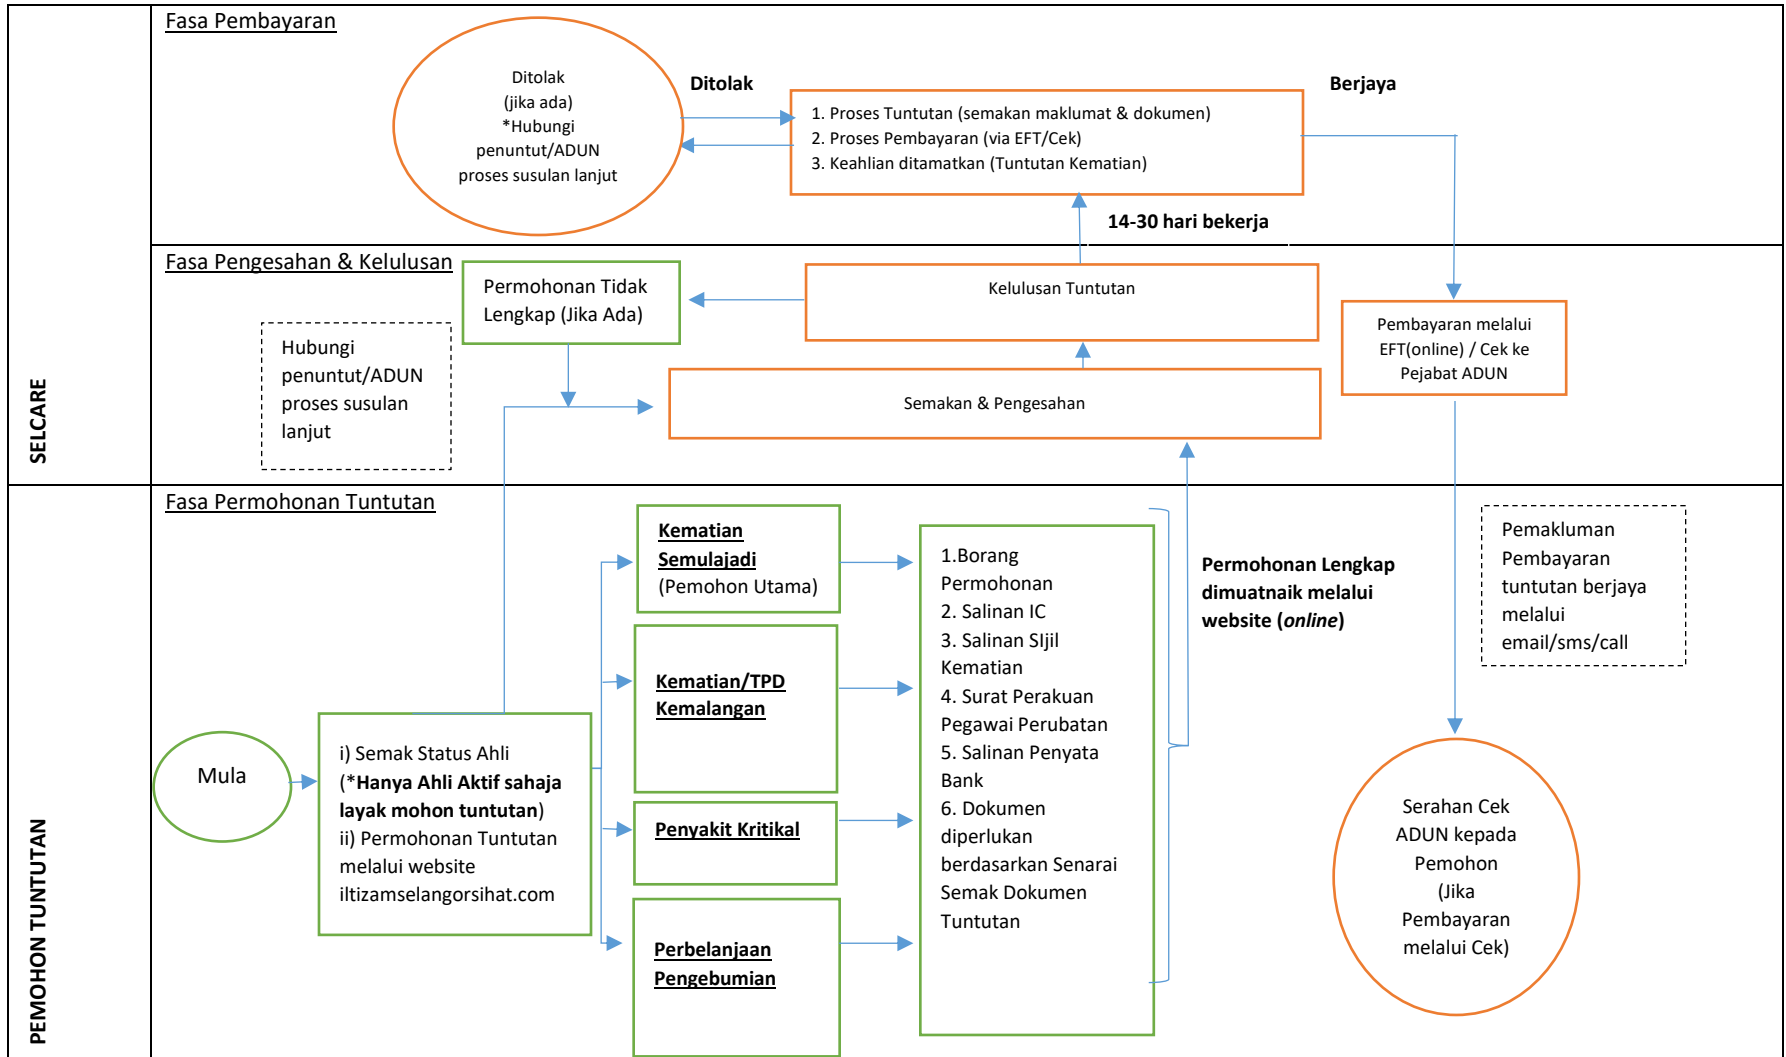 SELCARE
Fasa Pembayaran
Ditolak
(jika ada)
*Hubungi
penuntut/ADUN
proses susulan lanjut
Ditolak
1. Proses Tuntutan (semakan maklumat & dokumen)
2. Proses Pembayaran (via EFT/Cek)
3. Keahlian ditamatkan (Tuntutan Kematian)
Berjaya
14-30 hari bekerja
Fasa Pengesahan & Kelulusan
Permohonan Tidak
Lengkap (Jika Ada)
Kelulusan Tuntutan
Hubungi
penuntut/ADUN
proses susulan
lanjut
Semakan & Pengesahan
Pembayaran melalui
EFT(online) / Cek ke
Pejabat ADUN
PEMOHON TUNTUTAN
Fasa Permohonan Tuntutan
Mula
i) Semak Status Ahli
(*Hanya Ahli Aktif sahaja
layak mohon tuntutan)
ii) Permohonan Tuntutan
melalui website
iltizamselangorsihat.com
Kematian
Semulajadi
(Pemohon Utama)
Kematian/TPD
Kemalangan
Penyakit Kritikal
Perbelanjaan
Pengebumian
1.Borang
Permohonan
2. Salinan IC
3. Salinan SIjil
Kematian
4. Surat Perakuan
Pegawai Perubatan
5. Salinan Penyata
Bank
6. Dokumen
diperlukan
berdasarkan Senarai
Semak Dokumen
Tuntutan
Permohonan Lengkap
dimuatnaik melalui
website (online)
Pemakluman
Pembayaran
tuntutan berjaya
melalui
email/sms/call
Serahan Cek
ADUN kepada
Pemohon
(Jika
Pembayaran
melalui Cek)